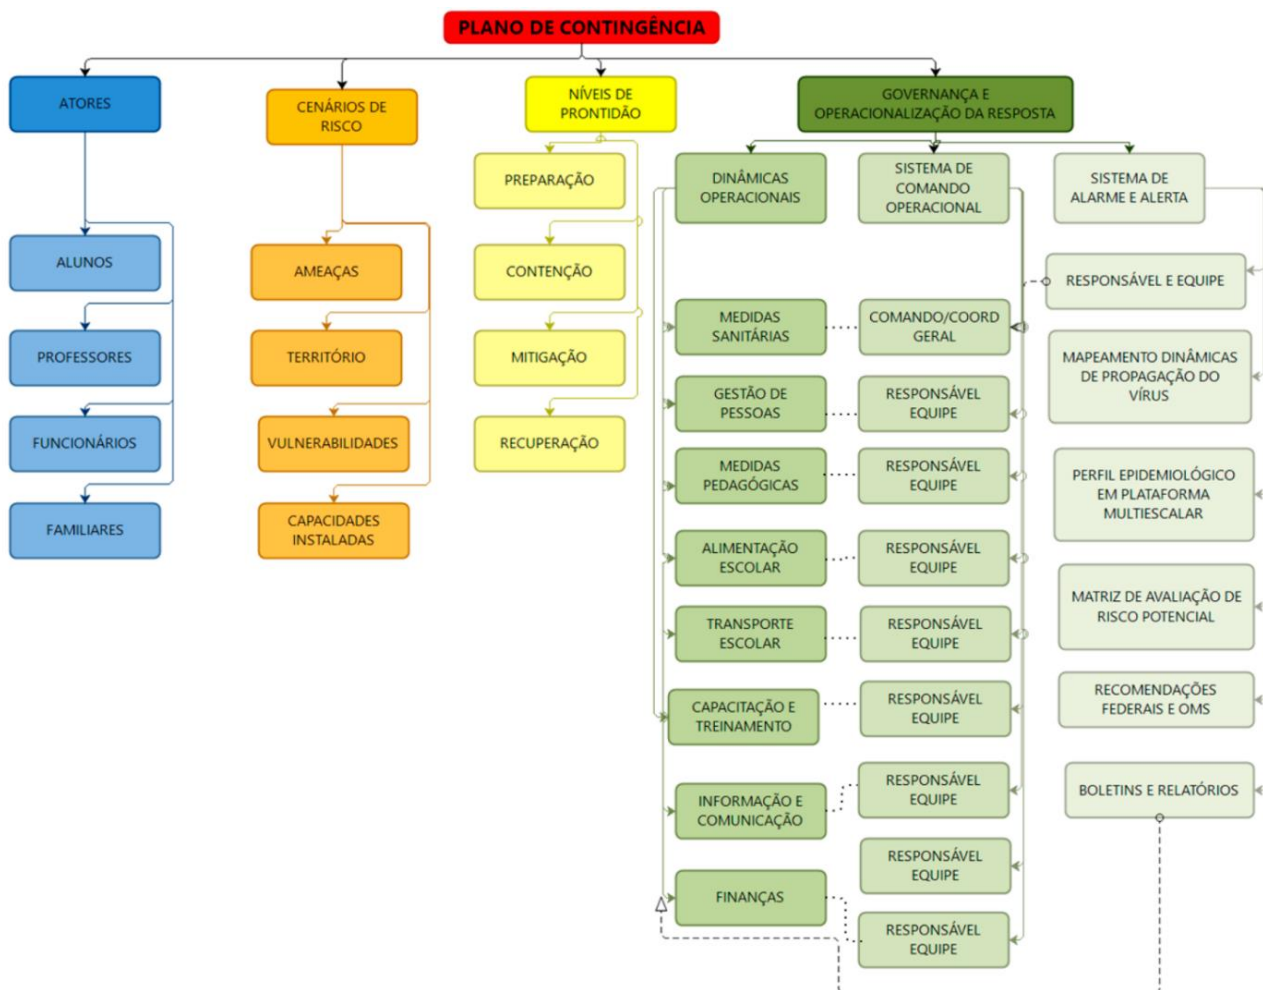 PLANO DE CONTINGÊNCIA
ATORES
ALUNOS
PROFESSORES
FUNCIONÁRIOS
FAMILIARES
CENÁRIOS DE
RISCO
AMEAÇAS
TERRITÓRIO
VULNERABILIDADES
CAPACIDADES
INSTALADAS
NÍVEIS DE
PRONTIDÃO
PREPARAÇÃO
CONTENÇÃO
MITIGAÇÃO
RECUPERAÇÃO
GOVERNANÇA E
OPERACIONALIZAÇÃO DA RESPOSTA
DINÂMICAS
OPERACIONAIS
MEDIDAS
SANITÁRIAS
GESTÃO DE
PESSOAS
MEDIDAS
PEDAGÓGICAS
ALIMENTAÇÃO
ESCOLAR
TRANSPORTE
ESCOLAR
CAPACITAÇÃO E
TREINAMENTO
INFORMAÇÃO E
COMUNICAÇÃO
FINANÇAS
SISTEMA DE
COMANDO
OPERACIONAL
COMANDO/COORD
GERAL
RESPONSÁVEL
EQUIPE
RESPONSÁVEL
EQUIPE
RESPONSÁVEL
EQUIPE
RESPONSÁVEL
EQUIPE
RESPONSÁVEL
EQUIPE
RESPONSÁVEL
EQUIPE
RESPONSÁVEL
EQUIPE
RESPONSÁVEL
EQUIPE
SISTEMA DE
ALARME E ALERTA
RESPONSÁVEL E EQUIPE
MAPEAMENTO DINÂMICAS
DE PROPAGAÇÃO DO
VÍRUS
PERFIL EPIDEMIOLÓGICO
EM PLATAFORMA
MULTIESCALAR
MATRIZ DE AVALIAÇÃO DE
RISCO POTENCIAL
RECOMENDAÇÕES
FEDERAIS E OMS
BOLETINS E RELATÓRIOS